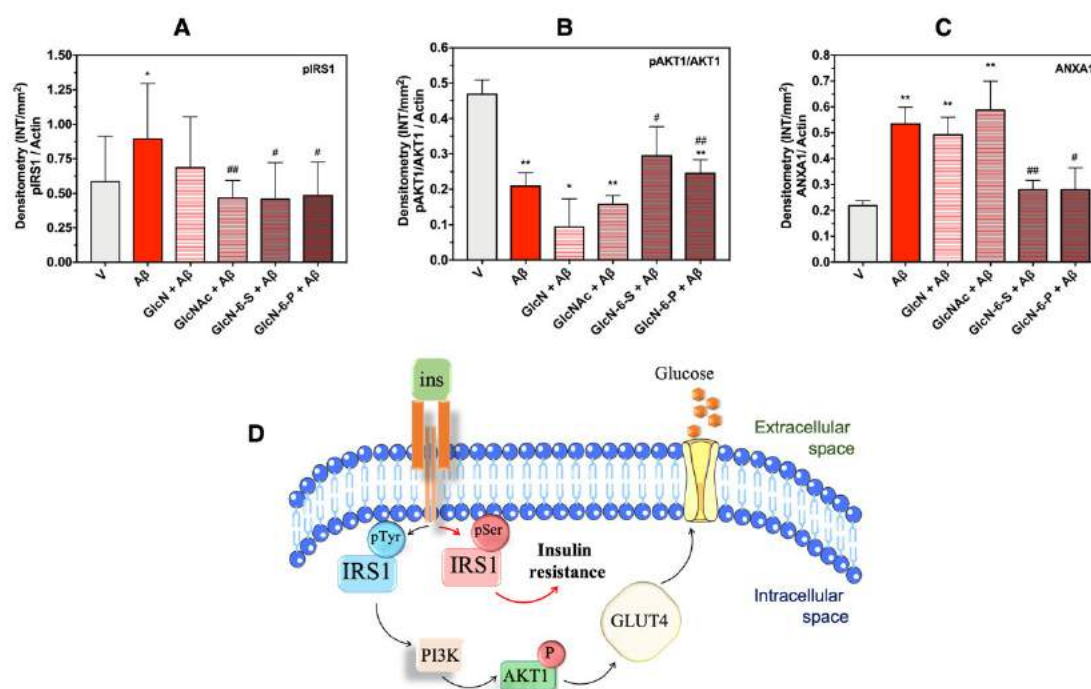 A
Densitometry (INT/mm²)
pIRS1 / Actin
pIRS1
1.50
1.25
1.00
0.75
0.50
0.25
0.00
*
##
#
#
V
Aβ
GlcN + Aβ
GlcNAc + Aβ
GlcN-6-S + Aβ
GlcN-6-P + Aβ
B
Densitometry (INT/mm²)
pAKT1/AKT1 / Actin
pAKT1/AKT1
0.6
0.5
0.4
0.3
0.2
0.1
0.0
**
*
**
#
##
**
V
Aβ
GlcN + Aβ
GlcNAc + Aβ
GlcN-6-S + Aβ
GlcN-6-P + Aβ
C
Densitometry (INT/mm²)
ANXA1/ Actin
ANXA1
0.8
0.7
0.6
0.5
0.4
0.3
0.2
0.0
**
**
**
##
#
V
Aβ
GlcN + Aβ
GlcNAc + Aβ
GlcN-6-S + Aβ
GlcN-6-P + Aβ
D
ins
Glucose
Extracellular
space
pTyr
IRS1
pSer
IRS1
Insulin
resistance
Intracellular
space
GLUT4
PI3K
P
AKT1